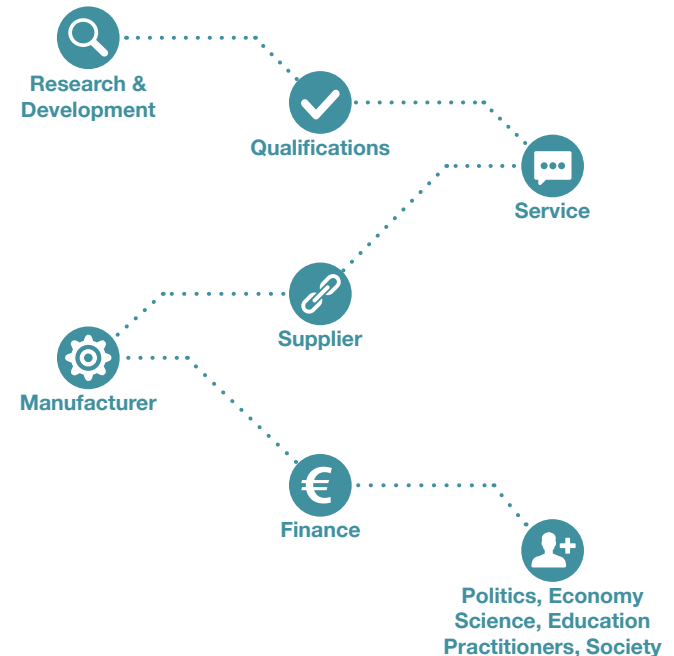 Research &
Development
Qualifications
Service
Supplier
Manufacturer
€
Finance
Politics, Economy
Science, Education
Practitioners, Society